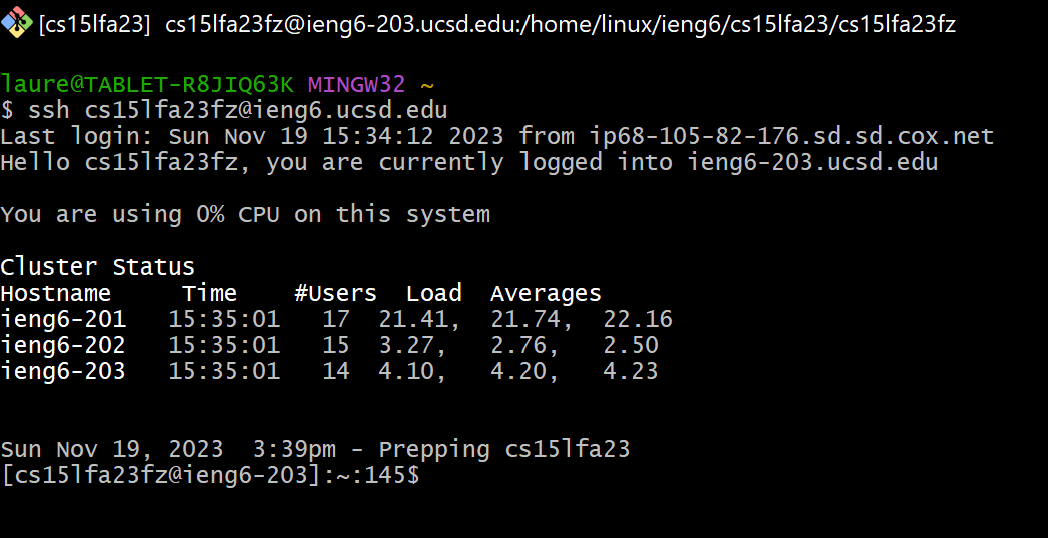 [cs15lfa23] cs15lfa23fz@ieng6-203.ucsd.edu:/home/linux/ieng6/cs15lfa23/cs15lfa23fz
laure@TABLET-R8JIQ63K MINGW32 ~
$ ssh cs15lfa23fz@ieng6.ucsd.edu
Last login: Sun Nov 19 15:34:12 2023 from ip68-105-82-176.sd.sd.cox.net
Hello cs15lfa23fz, you are currently logged into ieng6-203.ucsd.edu
You are using 0% CPU on this system
Cluster Status
Hostname     Time    #Users  Load  Averages
ieng6-201   15:35:01   17  21.41,  21.74,  22.16
ieng6-202   15:35:01   15  3.27,   2.76,   2.50
ieng6-203   15:35:01   14  4.10,   4.20,   4.23
Sun Nov 19, 2023  3:39pm - Prepping cs15lfa23
[cs15lfa23fz@ieng6-203]:~:145$